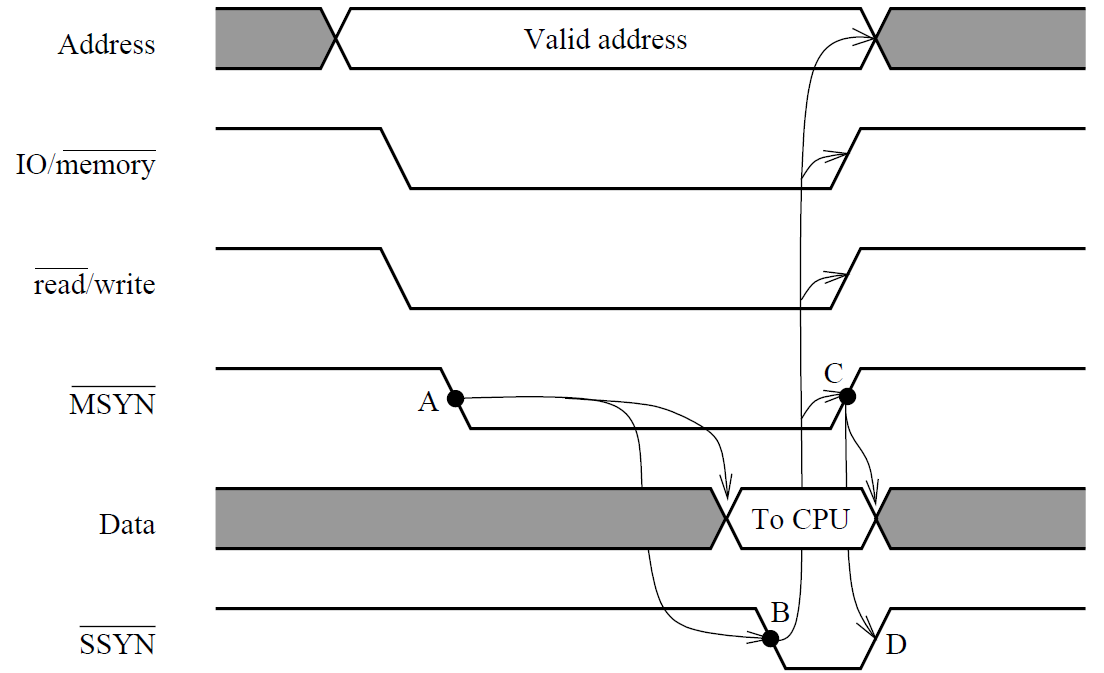 Address
Valid address
IO/memory
read/write
MSYN
A
C
Data
To CPU
B
SSYN
D